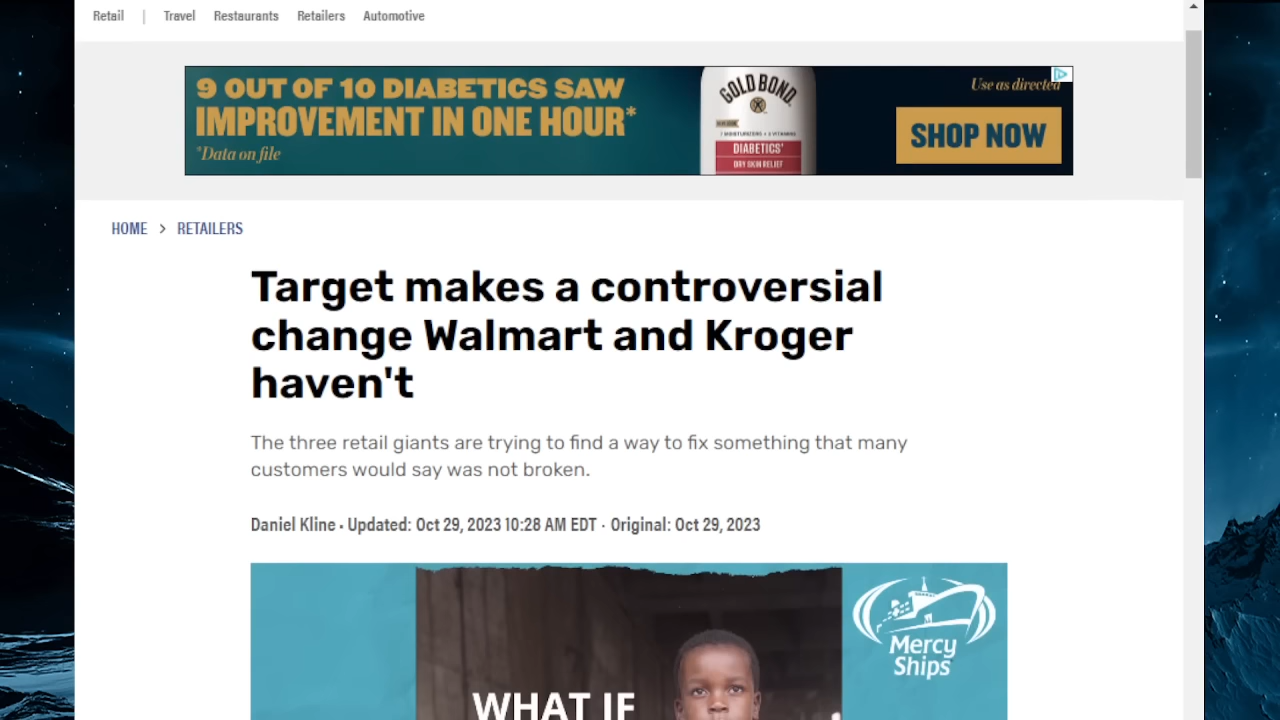 Retail | Travel Restaurants Retailers Automotive
9 OUT OF 10 DIABETICS SAW
IMPROVEMENT IN ONE HOUR*
*Data on file
GOLD BOND
7 MOISTURIZERS + 3 VITAMINS
DIABETICS'
DRY SKIN RELIEF
Use as directed
SHOP NOW
HOME > RETAILERS
Target makes a controversial
change Walmart and Kroger
haven't
The three retail giants are trying to find a way to fix something that many
customers would say was not broken.
Daniel Kline • Updated: Oct 29, 2023 10:28 AM EDT · Original: Oct 29, 2023
Mercy
Ships
WHAT IF